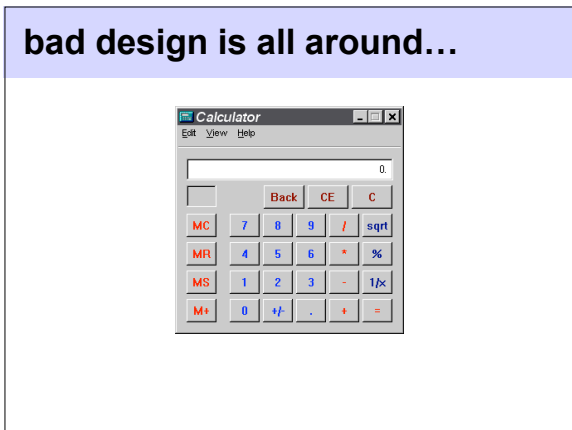 bad design is all around…
Calculator
Edit View Help
0.
Back CE C
MC 7 8 9 / sqrt
MR 4 5 6 * %
MS 1 2 3 - 1/x
M+ 0 +/- . + =